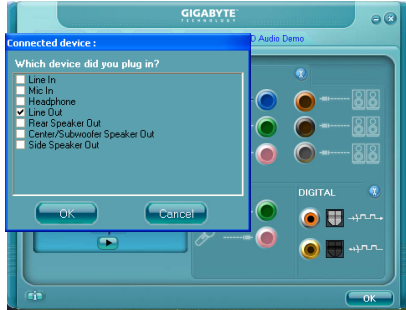 GIGABYTE
TECHNOLOGY
Connected device :
Audio Demo
Which device did you plug in?
Line In
Mic In
Headphone
Line Out
Rear Speaker Out
Center/Subwoofer Speaker Out
Side Speaker Out
OK
Cancel
DIGITAL
OK